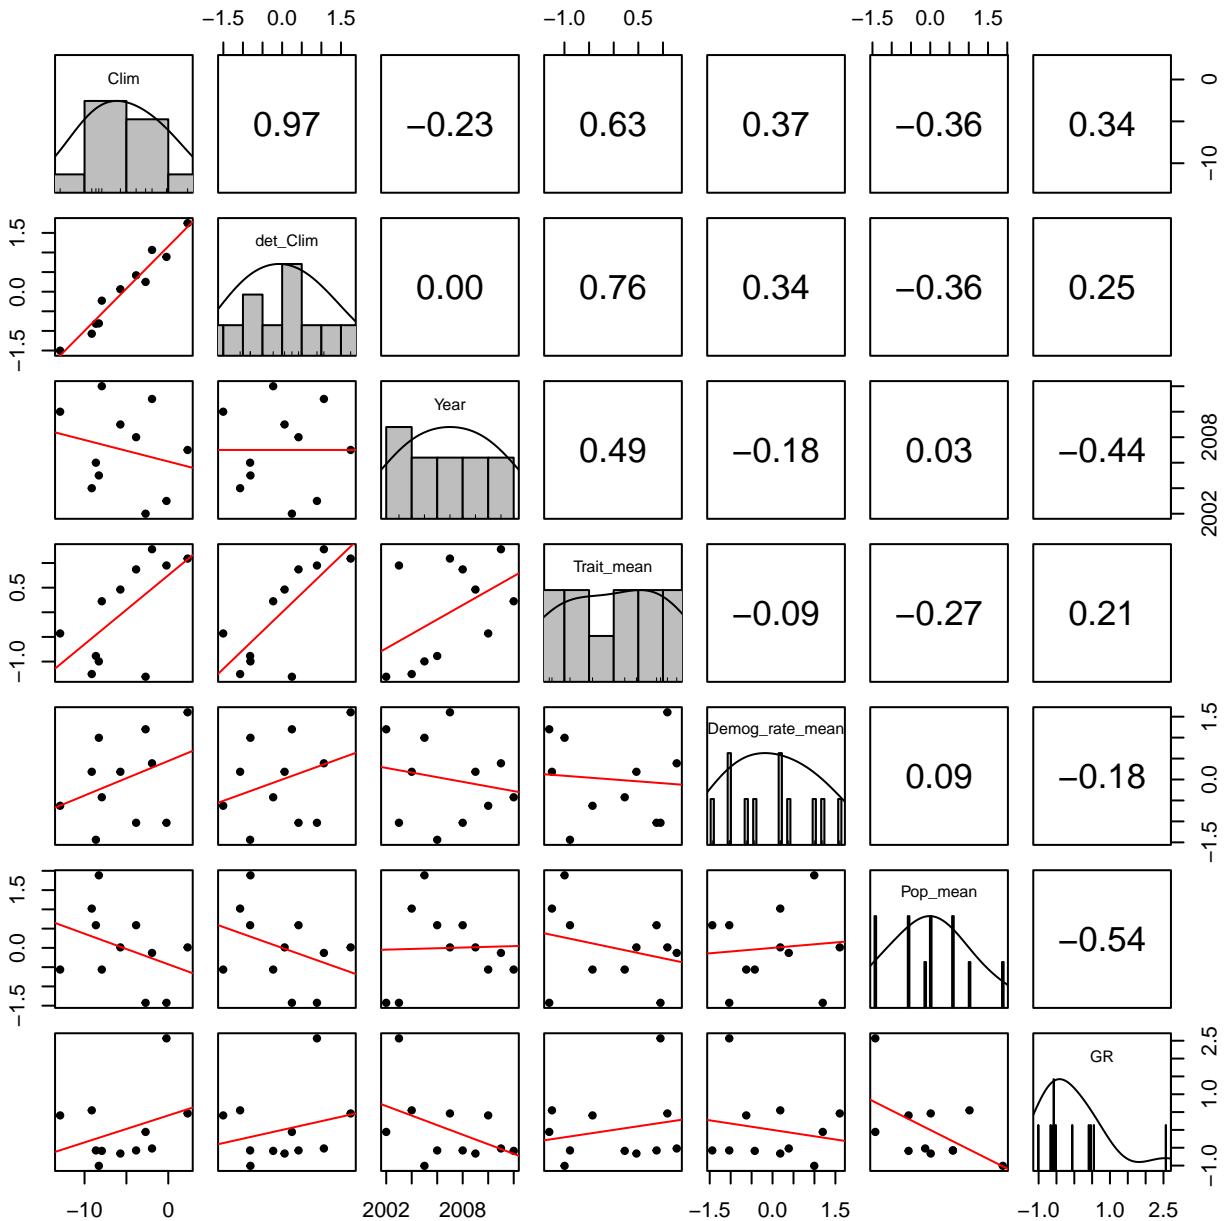 −1.5 0.0 1.5 −1.0 0.5 −1.5 0.0 1.5
Clim 0.97 −0.23 0.63 0.37 −0.36 0.34
0 −10
1.5 0.0 −1.5
det_Clim 0.00 0.76 0.34 −0.36 0.25
Year 0.49 −0.18 0.03 −0.44
2008 2002
0.5 −1.0
Trait_mean −0.09 −0.27 0.21
Demog_rate_mean 0.09 −0.18
1.5 0.0 −1.5
1.5 0.0 −1.5
Pop_mean −0.54
GR
2.5 1.0 −1.0
−10 0 2002 2008 −1.5 0.0 1.5 −1.0 1.0 2.5